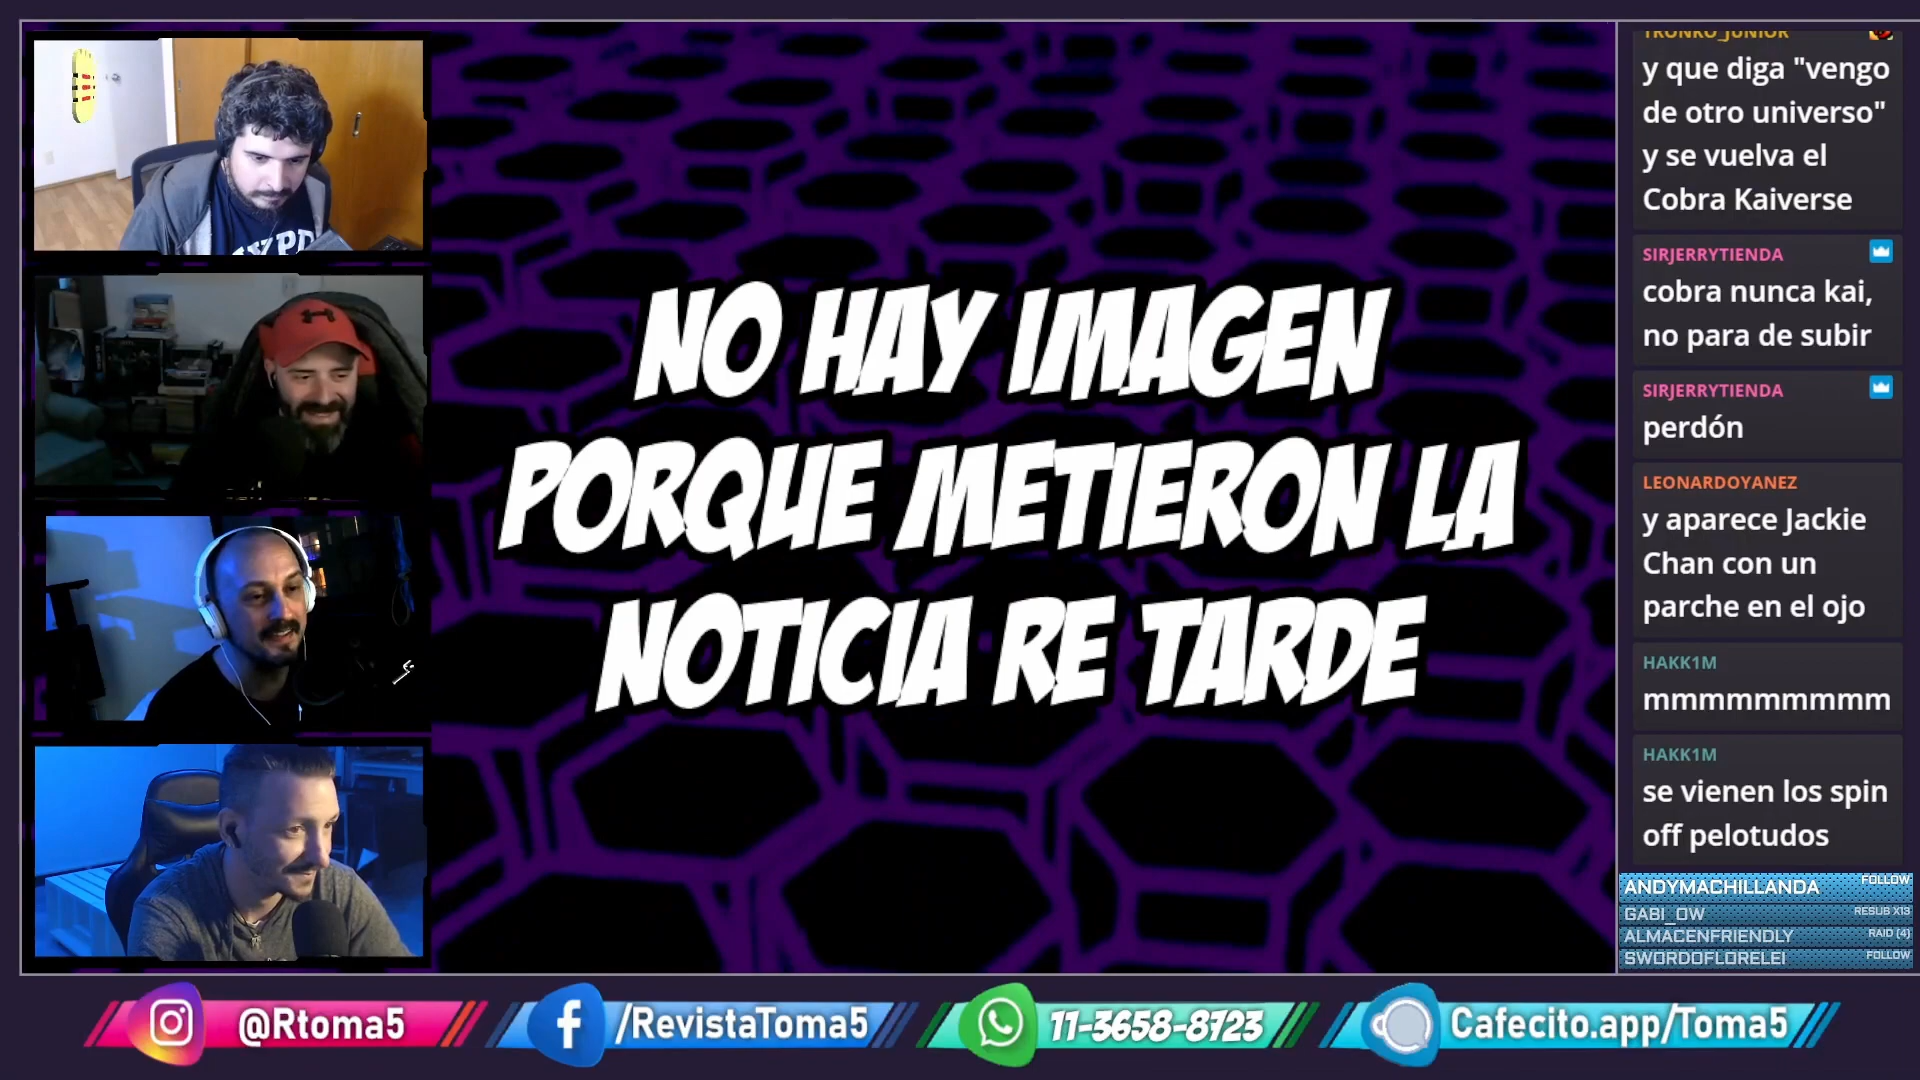 NO HAY IMAGEN
PORQUE METIERON LA
NOTICIA RE TARDE
TRONKO_JUNIOR
y que diga "vengo
de otro universo"
y se vuelva el
Cobra Kaiverse
SIRJERRYTIENDA
cobra nunca kai,
no para de subir
SIRJERRYTIENDA
perdón
LEONARDOYANEZ
y aparece Jackie
Chan con un
parche en el ojo
HAKK1M
mmmmmmmmm
HAKK1M
se vienen los spin
off pelotudos
ANDYMACHILLANDA FOLLOW
GABI_OW RESUB X13
ALMACENFRIENDLY RAID (4)
SWORDOFLORELEI FOLLOW
@Rtoma5
/RevistaToma5
11-3658-8723
Cafecito.app/Toma5